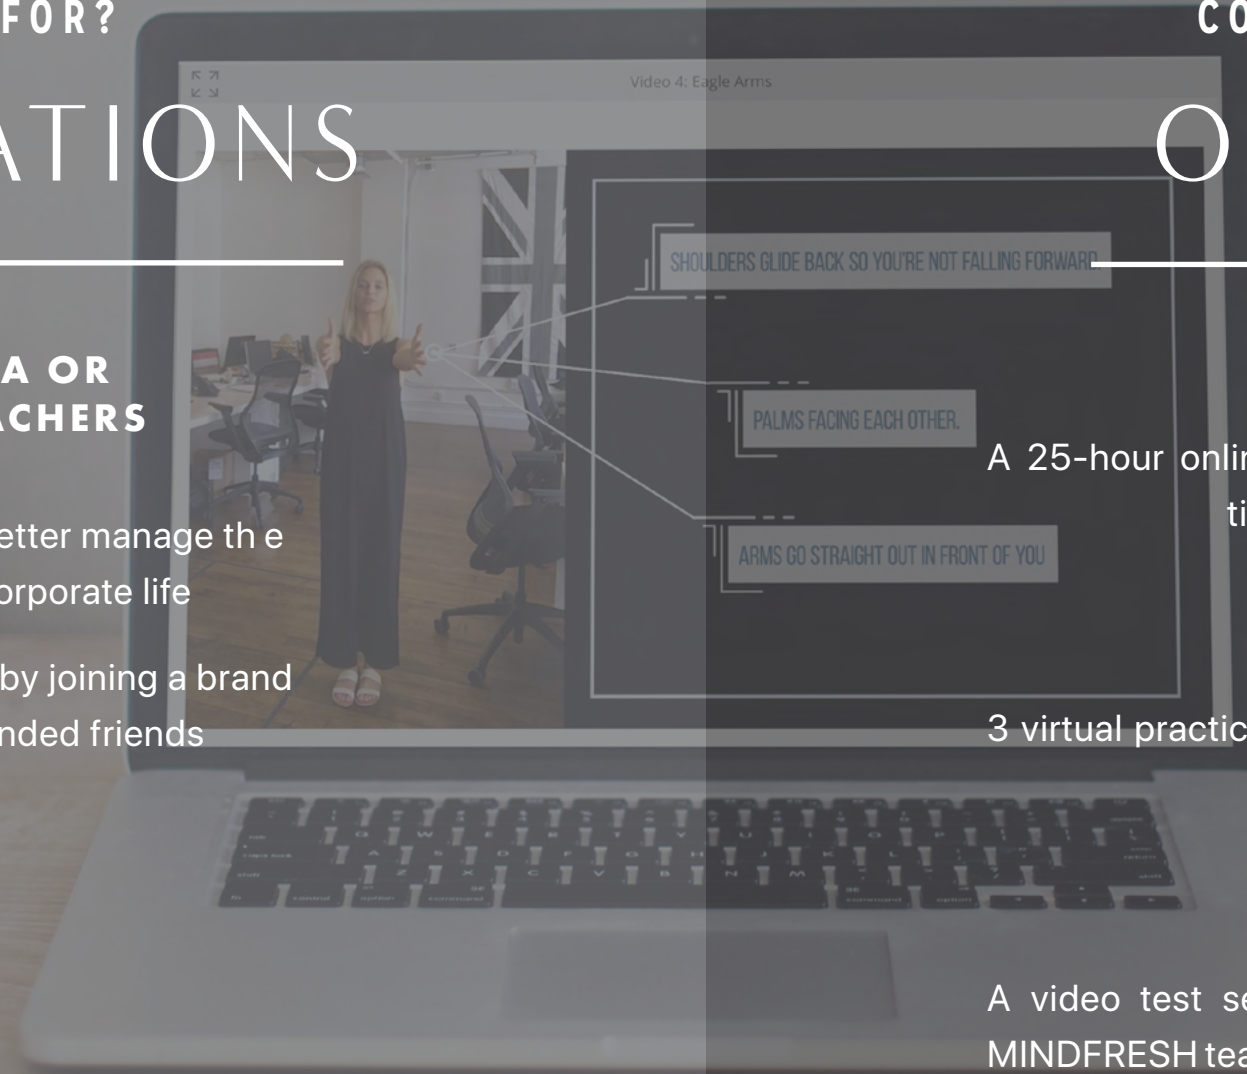 FOR?
ATIONS
A OR
ACHERS
etter manage th e
orporate life
by joining a brand
nded friends
Video 4: Eagle Arms
SHOULDERS GLIDE BACK SO YOU'RE NOT FALLING FORWARD.
PALMS FACING EACH OTHER.
ARMS GO STRAIGHT OUT IN FRONT OF YOU
CO
O
A 25-hour onlin
ti
3 virtual practic
A video test se
MINDFRESH tea